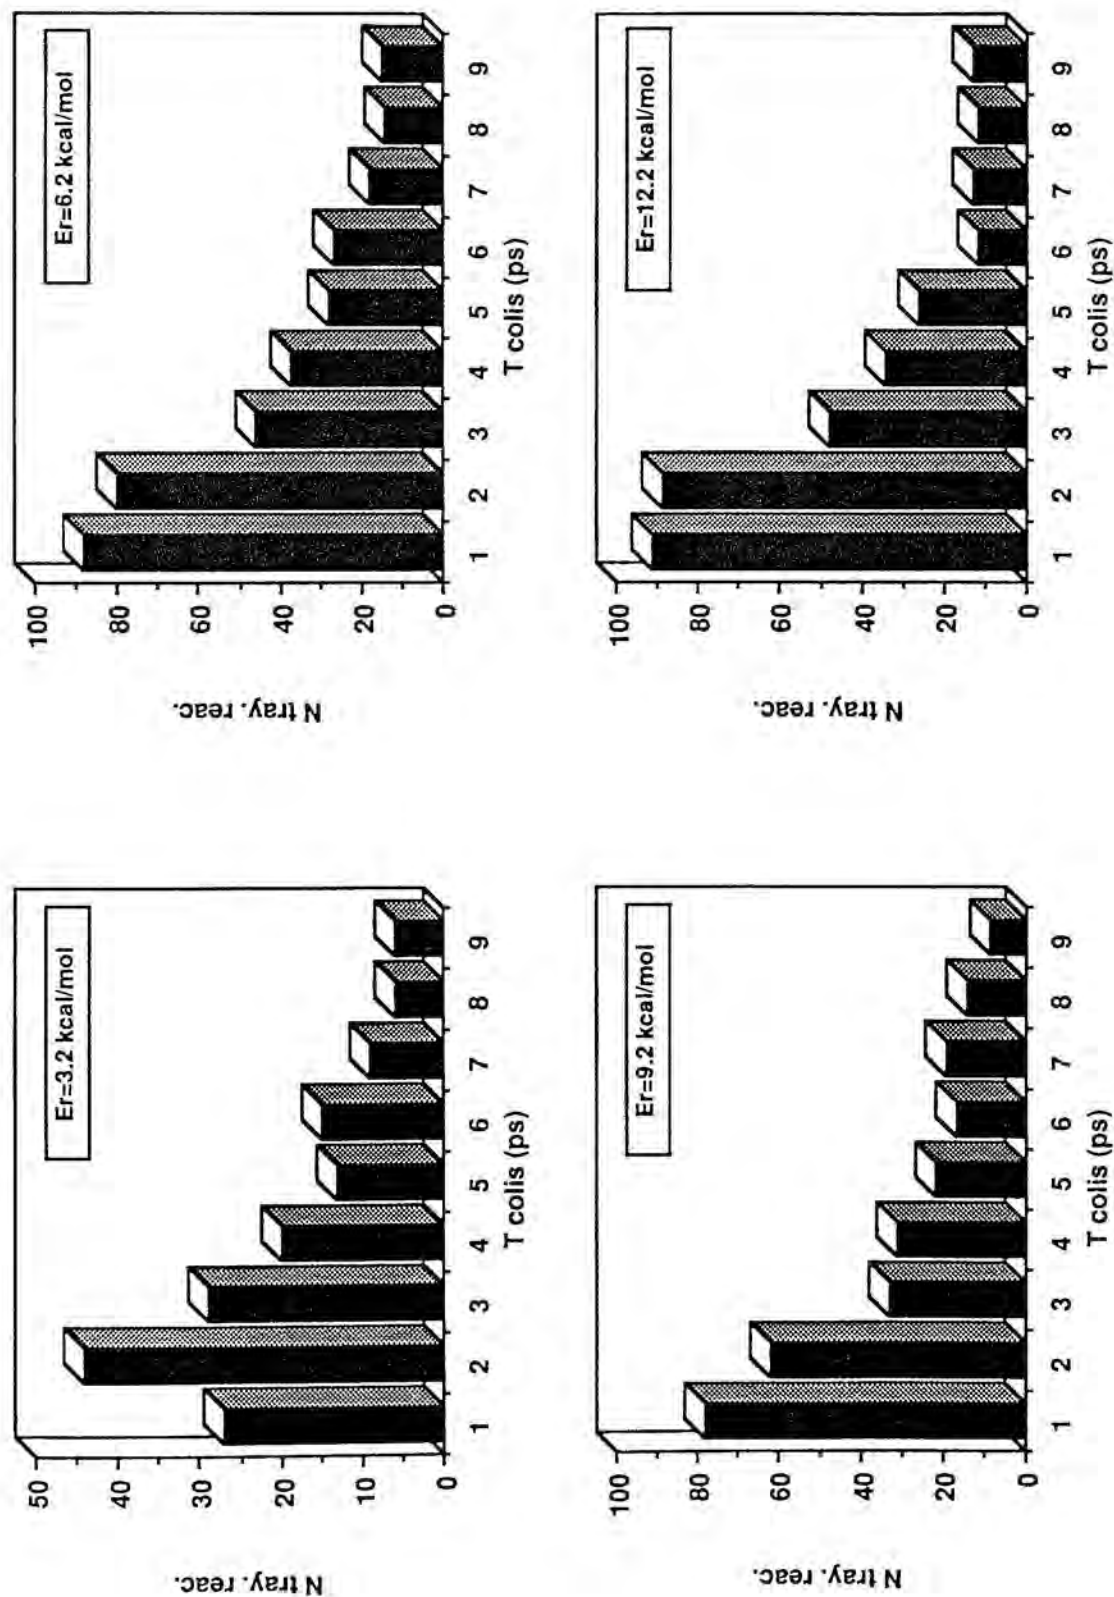 Er=3.2 kcal/mol
N tray. reac.
50
40
30
20
10
0
1 2 3 4 5 6 7 8 9
T colis (ps)
Er=6.2 kcal/mol
N tray. reac.
100
80
60
40
20
0
1 2 3 4 5 6 7 8 9
T colis (ps)
Er=9.2 kcal/mol
N tray. reac.
100
80
60
40
20
0
1 2 3 4 5 6 7 8 9
T colis (ps)
Er=12.2 kcal/mol
N tray. reac.
100
80
60
40
20
0
1 2 3 4 5 6 7 8 9
T colis (ps)